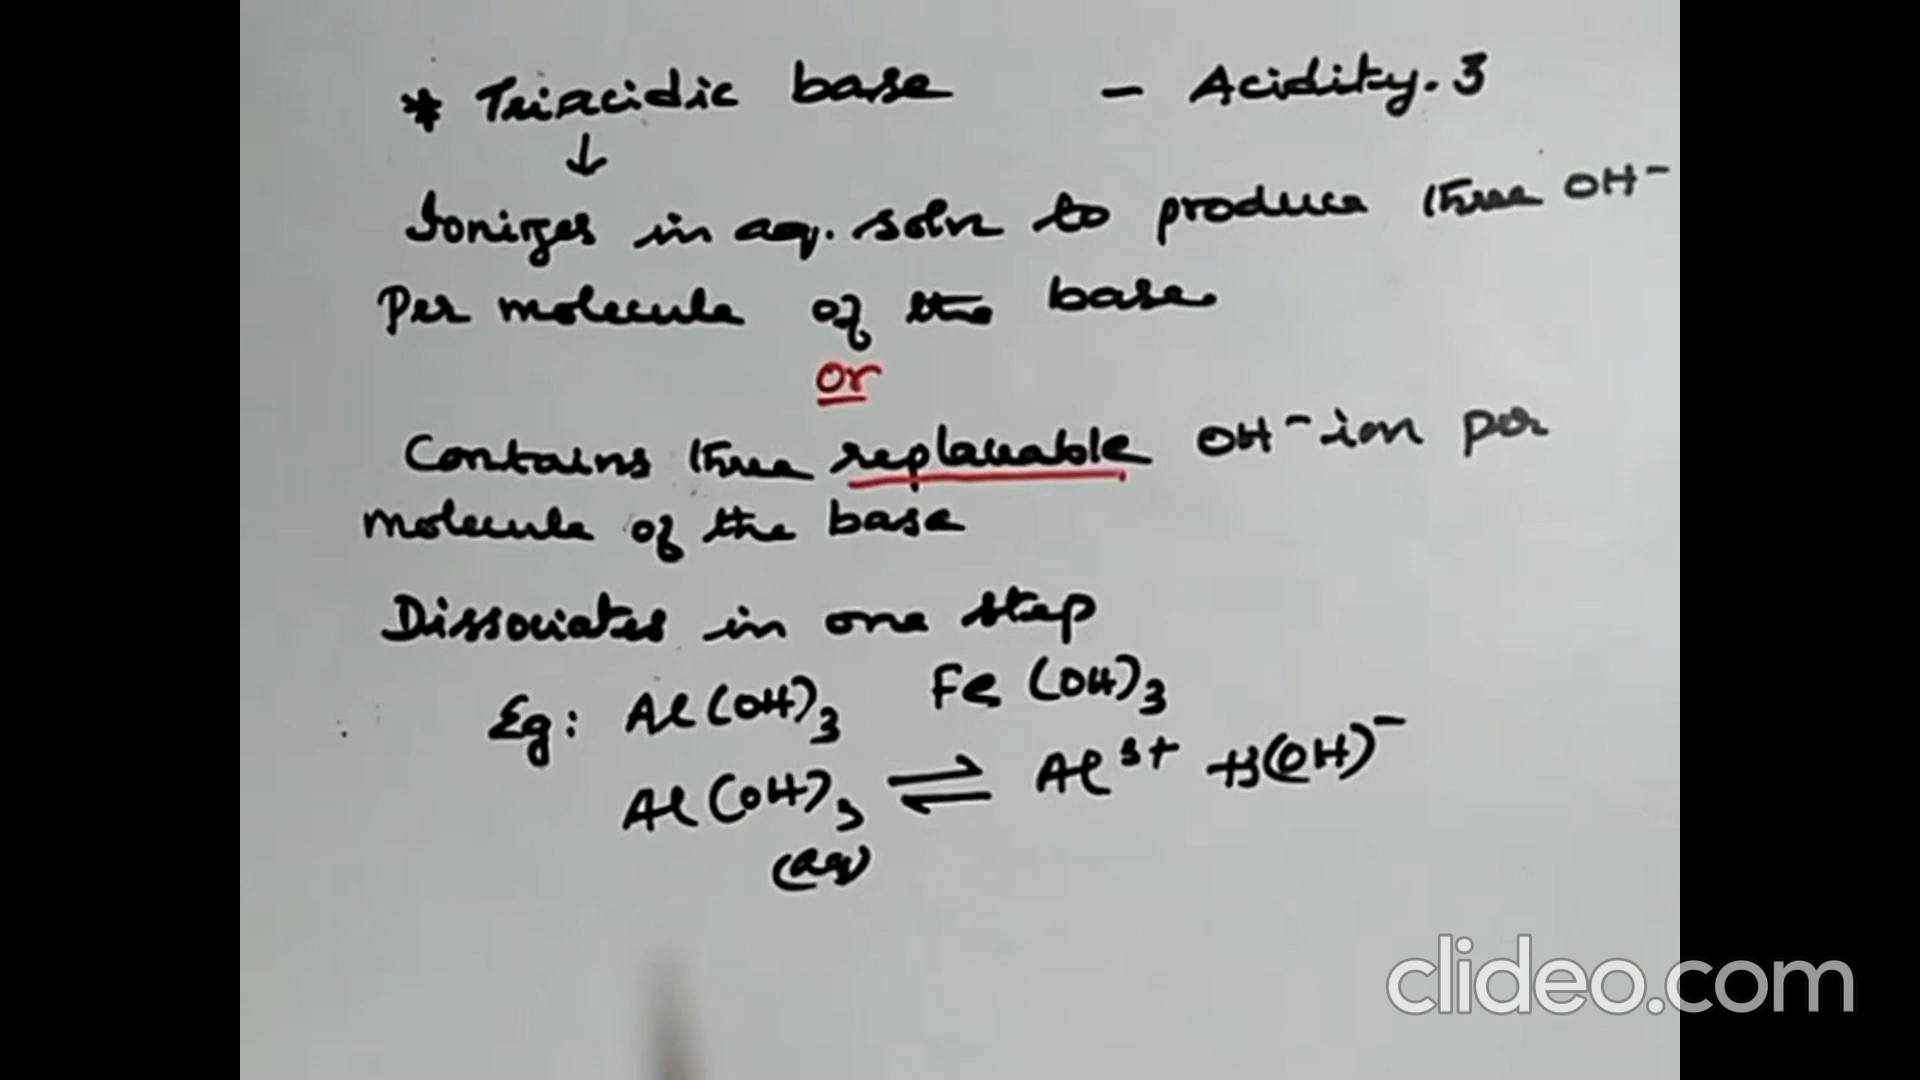 * Triacidic base - Acidity. 3
↓
Ionizes in aq. soln to produce three OH⁻
Per molecule of the base.
or
Contains three replaceable OH⁻ ion per
molecule of the base
Dissociates in one step
Eg: Al(OH)₃ Fe(OH)₃
Al(OH)₃ ⇌ Al³⁺ + 3(OH)⁻
(aq)
clideo.com